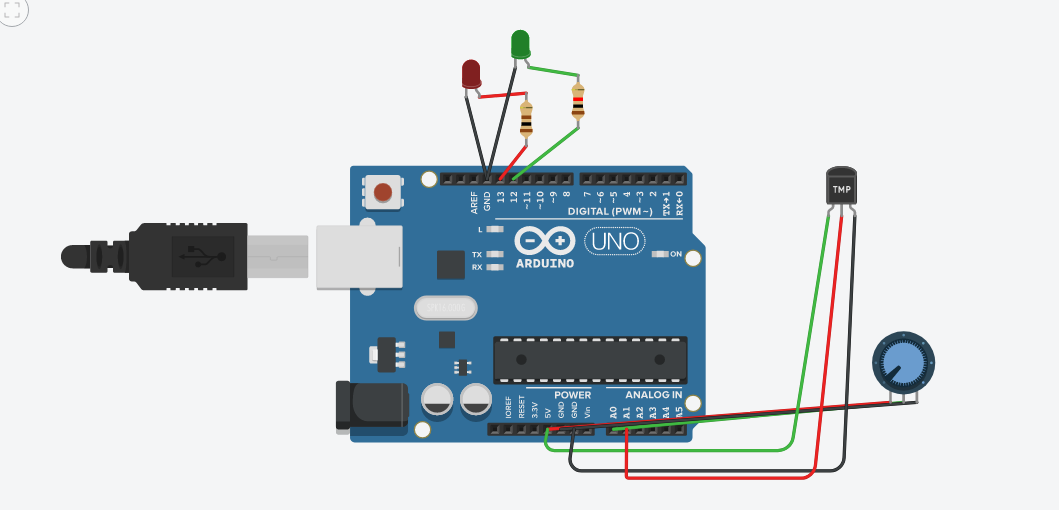 TMP
AREF
GND
13
12
~11
~10
~9
8
7
~6
~5
4
~3
2
TX→1
RX←0
DIGITAL (PWM~)
L
UNO
TX
RX
ARDUINO
ON
POWER
ANALOG IN
IOREF
RESET
3.3V
5V
GND
GND
Vin
A0
A1
A2
A3
A4
A5